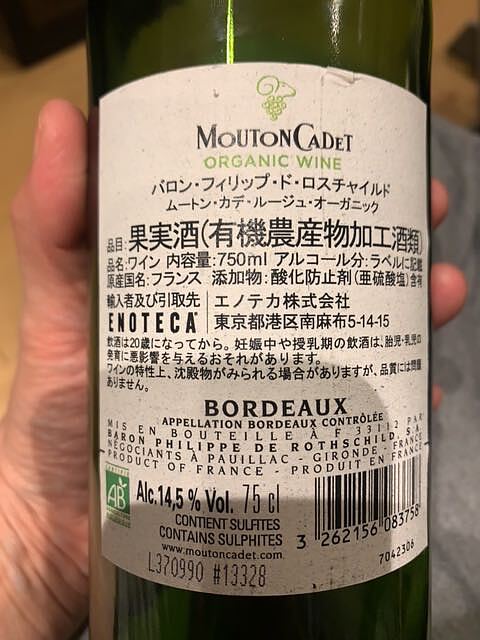 MOUTON CADET
ORGANIC WINE
バロン・フィリップ・ド・ロスチャイルド
ムートン・カデ・ルージュ・オーガニック
品目:果実酒(有機農産物加工酒類)
品名:ワイン 内容量:750ml アルコール分:ラベルに記載
原産国名:フランス 添加物:酸化防止剤(亜硫酸塩)含有
輸入者及び引取先 エノテカ株式会社
ENOTECA 東京都港区南麻布5-14-15
飲酒は20歳になってから。妊娠中や授乳期の飲酒は、胎児・乳児の
発育に悪影響を与えるおそれがあります。
ワインの特性上、沈殿物がみられる場合がありますが、品質には問題
ありません。
BORDEAUX
APPELLATION BORDEAUX CONTRÔLÉE
MIS EN BOUTEILLE À F 33112 PAR
BARON PHILIPPE DE ROTHSCHILD, S.A.
NÉGOCIANTS À PAUILLAC - GIRONDE - FRANCE
PRODUCT OF FRANCE - PRODUIT EN FRANCE
AB
Alc.14,5 % Vol. 75 cl
CONTIENT SULFITES
CONTAINS SULPHITES
www.moutoncadet.com
3 262156 083758
7042306
L370990 #13328